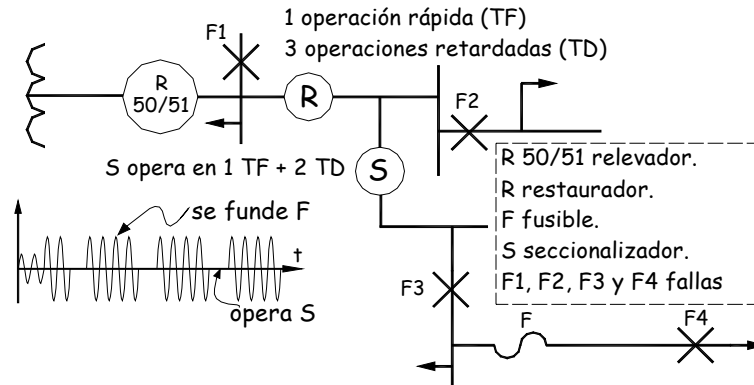 1 operación rápida (TF)
3 operaciones retardadas (TD)
F1
R
50/51
R
F2
S opera en 1 TF + 2 TD
S
R 50/51 relevador.
R restaurador.
F fusible.
S seccionalizador.
F1, F2, F3 y F4 fallas
se funde F
t
opera S
F3
F
F4